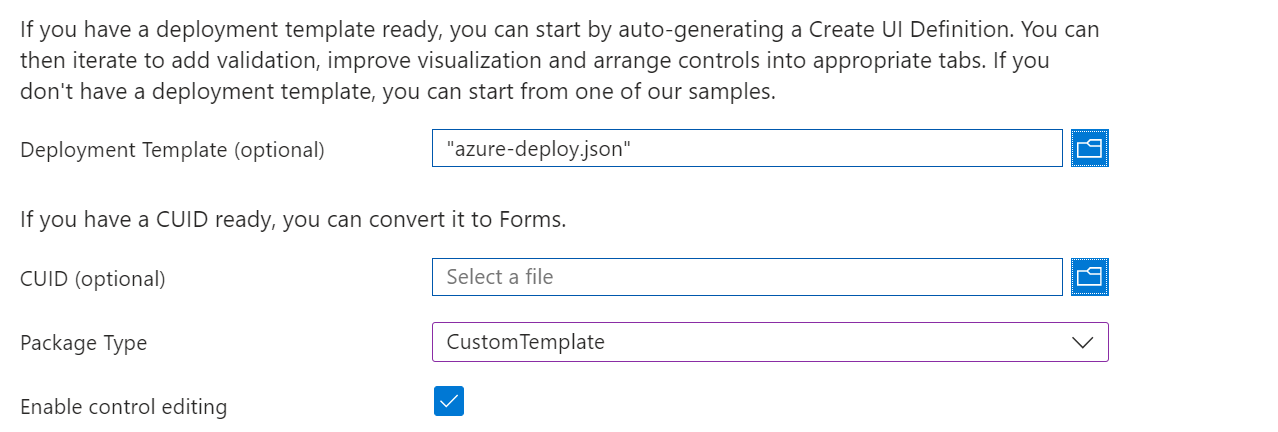 If you have a deployment template ready, you can start by auto-generating a Create UI Definition. You can
then iterate to add validation, improve visualization and arrange controls into appropriate tabs. If you
don't have a deployment template, you can start from one of our samples.
Deployment Template (optional)
"azure-deploy.json"
If you have a CUID ready, you can convert it to Forms.
CUID (optional)
Select a file
Package Type
CustomTemplate
Enable control editing